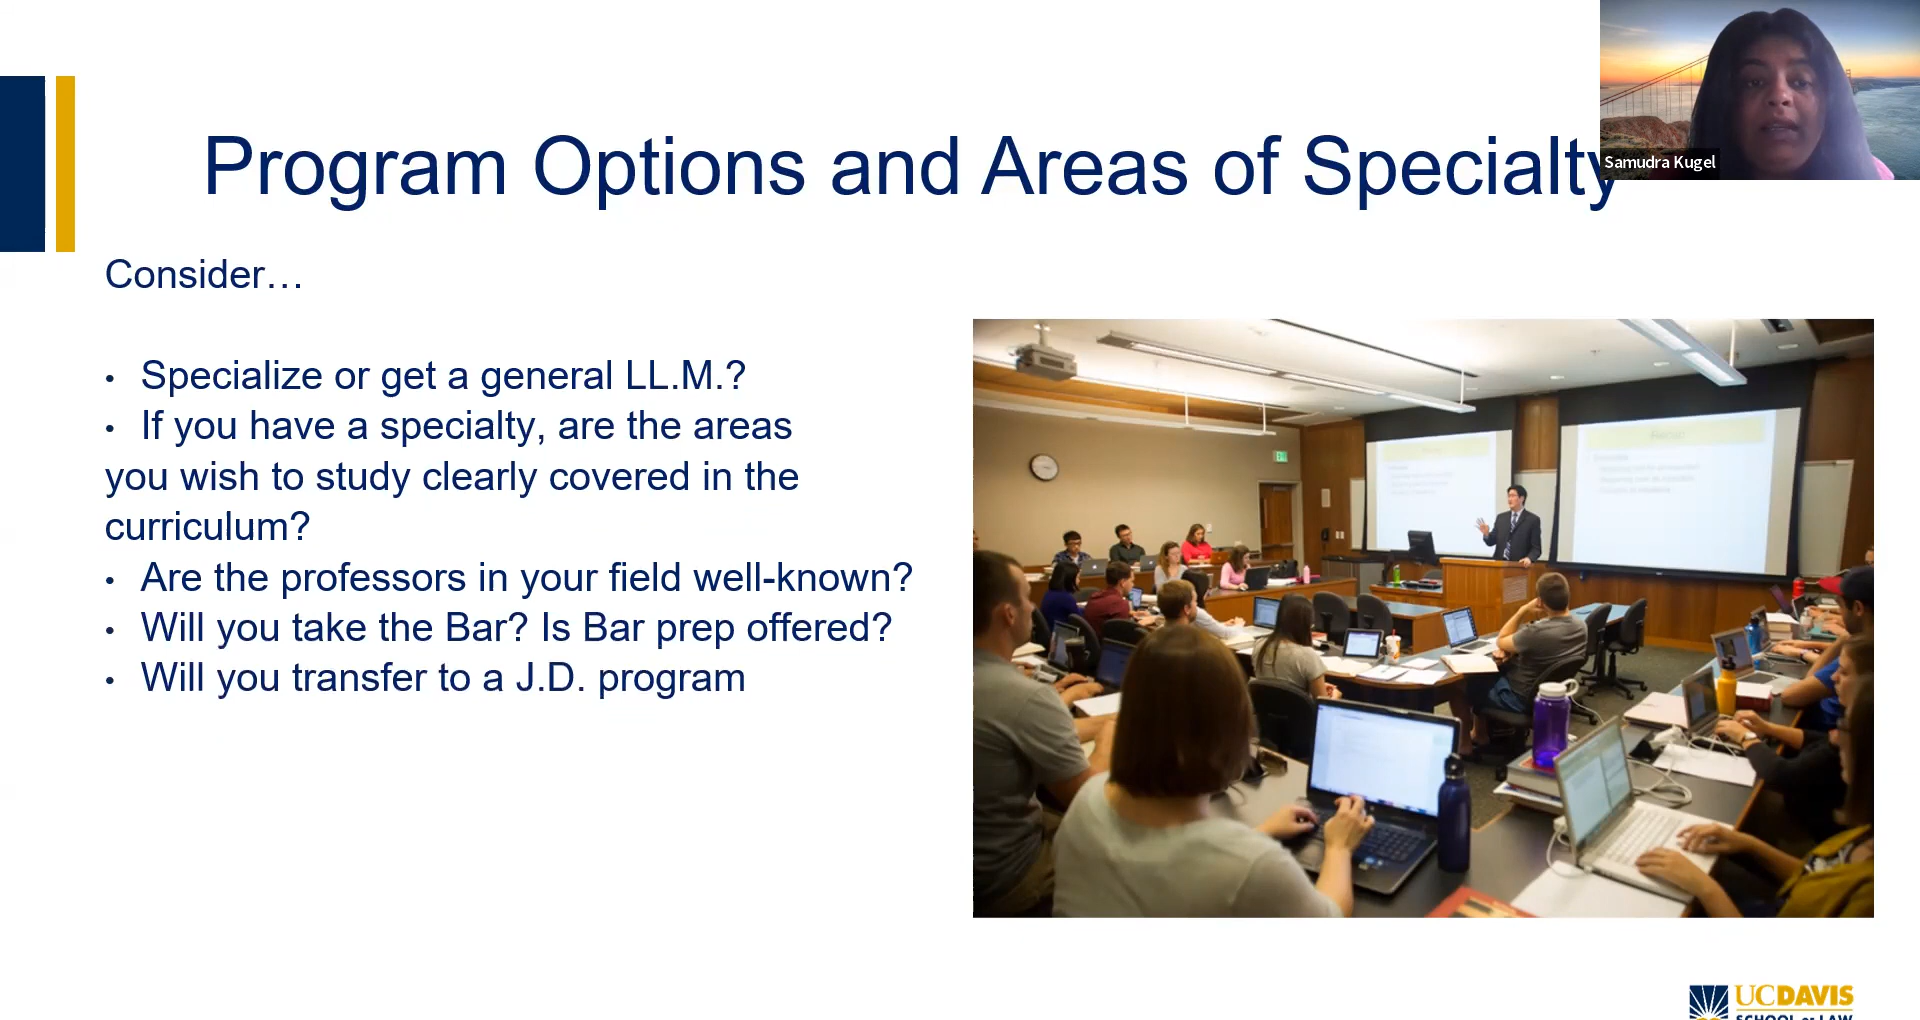 Program Options and Areas of Specialty
Samudra Kugel
Consider…
• Specialize or get a general LL.M.?
• If you have a specialty, are the areas
you wish to study clearly covered in the
curriculum?
• Are the professors in your field well-known?
• Will you take the Bar? Is Bar prep offered?
• Will you transfer to a J.D. program
EXIT
Recap
UCDAVIS
SCHOOL OF LAW